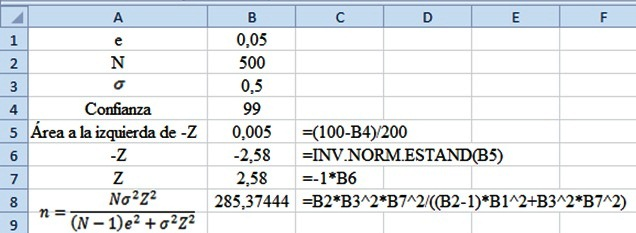 A B C D E F
1 e 0,05
2 N 500
3 σ 0,5
4 Confianza 99
5 Área a la izquierda de -Z 0,005 =(100-B4)/200
6 -Z -2,58 =INV.NORM.ESTAND(B5)
7 Z 2,58 =-1*B6
8 n = Nσ²Z² / (N − 1)e² + σ²Z² 285,37444 =B2*B3^2*B7^2/((B2-1)*B1^2+B3^2*B7^2)
9